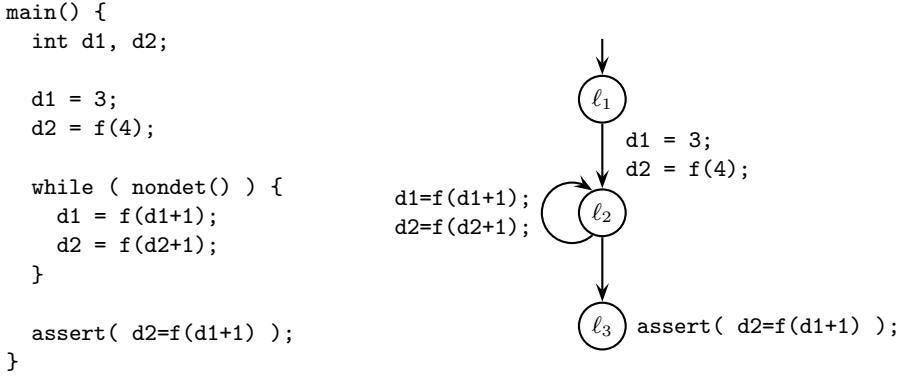 main() {
  int d1, d2;

  d1 = 3;
  d2 = f(4);

  while ( nondet() ) {
    d1 = f(d1+1);
    d2 = f(d2+1);
  }

  assert( d2=f(d1+1) );
}
ℓ1
d1 = 3;
d2 = f(4);
d1=f(d1+1);
d2=f(d2+1);
ℓ2
ℓ3 assert( d2=f(d1+1) );